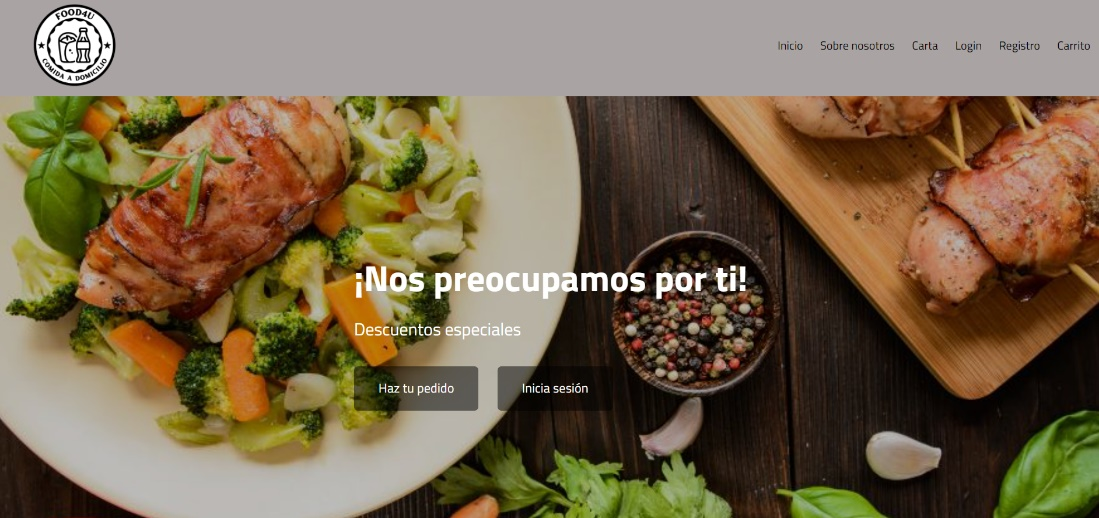 FOOD4U
COMIDA A DOMICILIO
Inicio Sobre nosotros Carta Login Registro Carrito
¡Nos preocupamos por ti!
Descuentos especiales
Haz tu pedido Inicia sesión